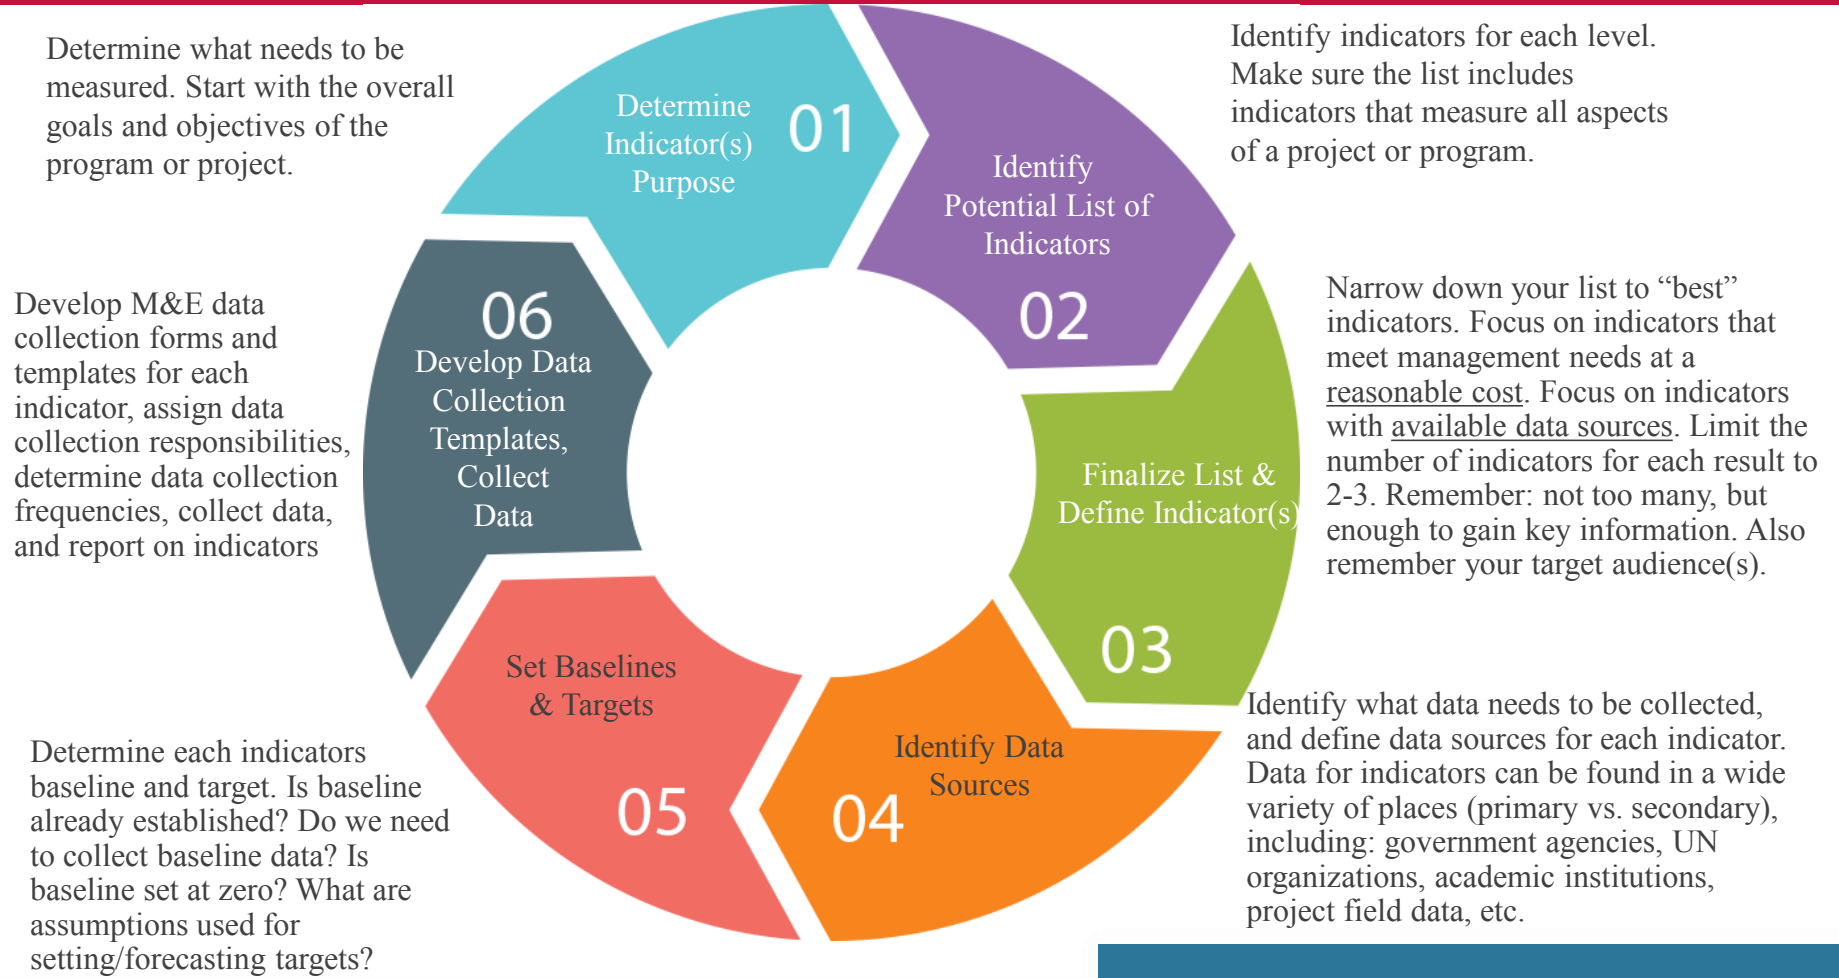 Determine what needs to be
measured. Start with the overall
goals and objectives of the
program or project.
Determine
Indicator(s)
Purpose
01
Identify
Potential List of
Indicators
02
Identify indicators for each level.
Make sure the list includes
indicators that measure all aspects
of a project or program.
Narrow down your list to “best”
indicators. Focus on indicators that
meet management needs at a
reasonable cost. Focus on indicators
with available data sources. Limit the
number of indicators for each result to
2-3. Remember: not too many, but
enough to gain key information. Also
remember your target audience(s).
Finalize List &
Define Indicator(s)
03
Identify what data needs to be collected,
and define data sources for each indicator.
Data for indicators can be found in a wide
variety of places (primary vs. secondary),
including: government agencies, UN
organizations, academic institutions,
project field data, etc.
Identify Data
Sources
04
Set Baselines
& Targets
05
Determine each indicators
baseline and target. Is baseline
already established? Do we need
to collect baseline data? Is
baseline set at zero? What are
assumptions used for
setting/forecasting targets?
06
Develop Data
Collection
Templates,
Collect
Data
Develop M&E data
collection forms and
templates for each
indicator, assign data
collection responsibilities,
determine data collection
frequencies, collect data,
and report on indicators